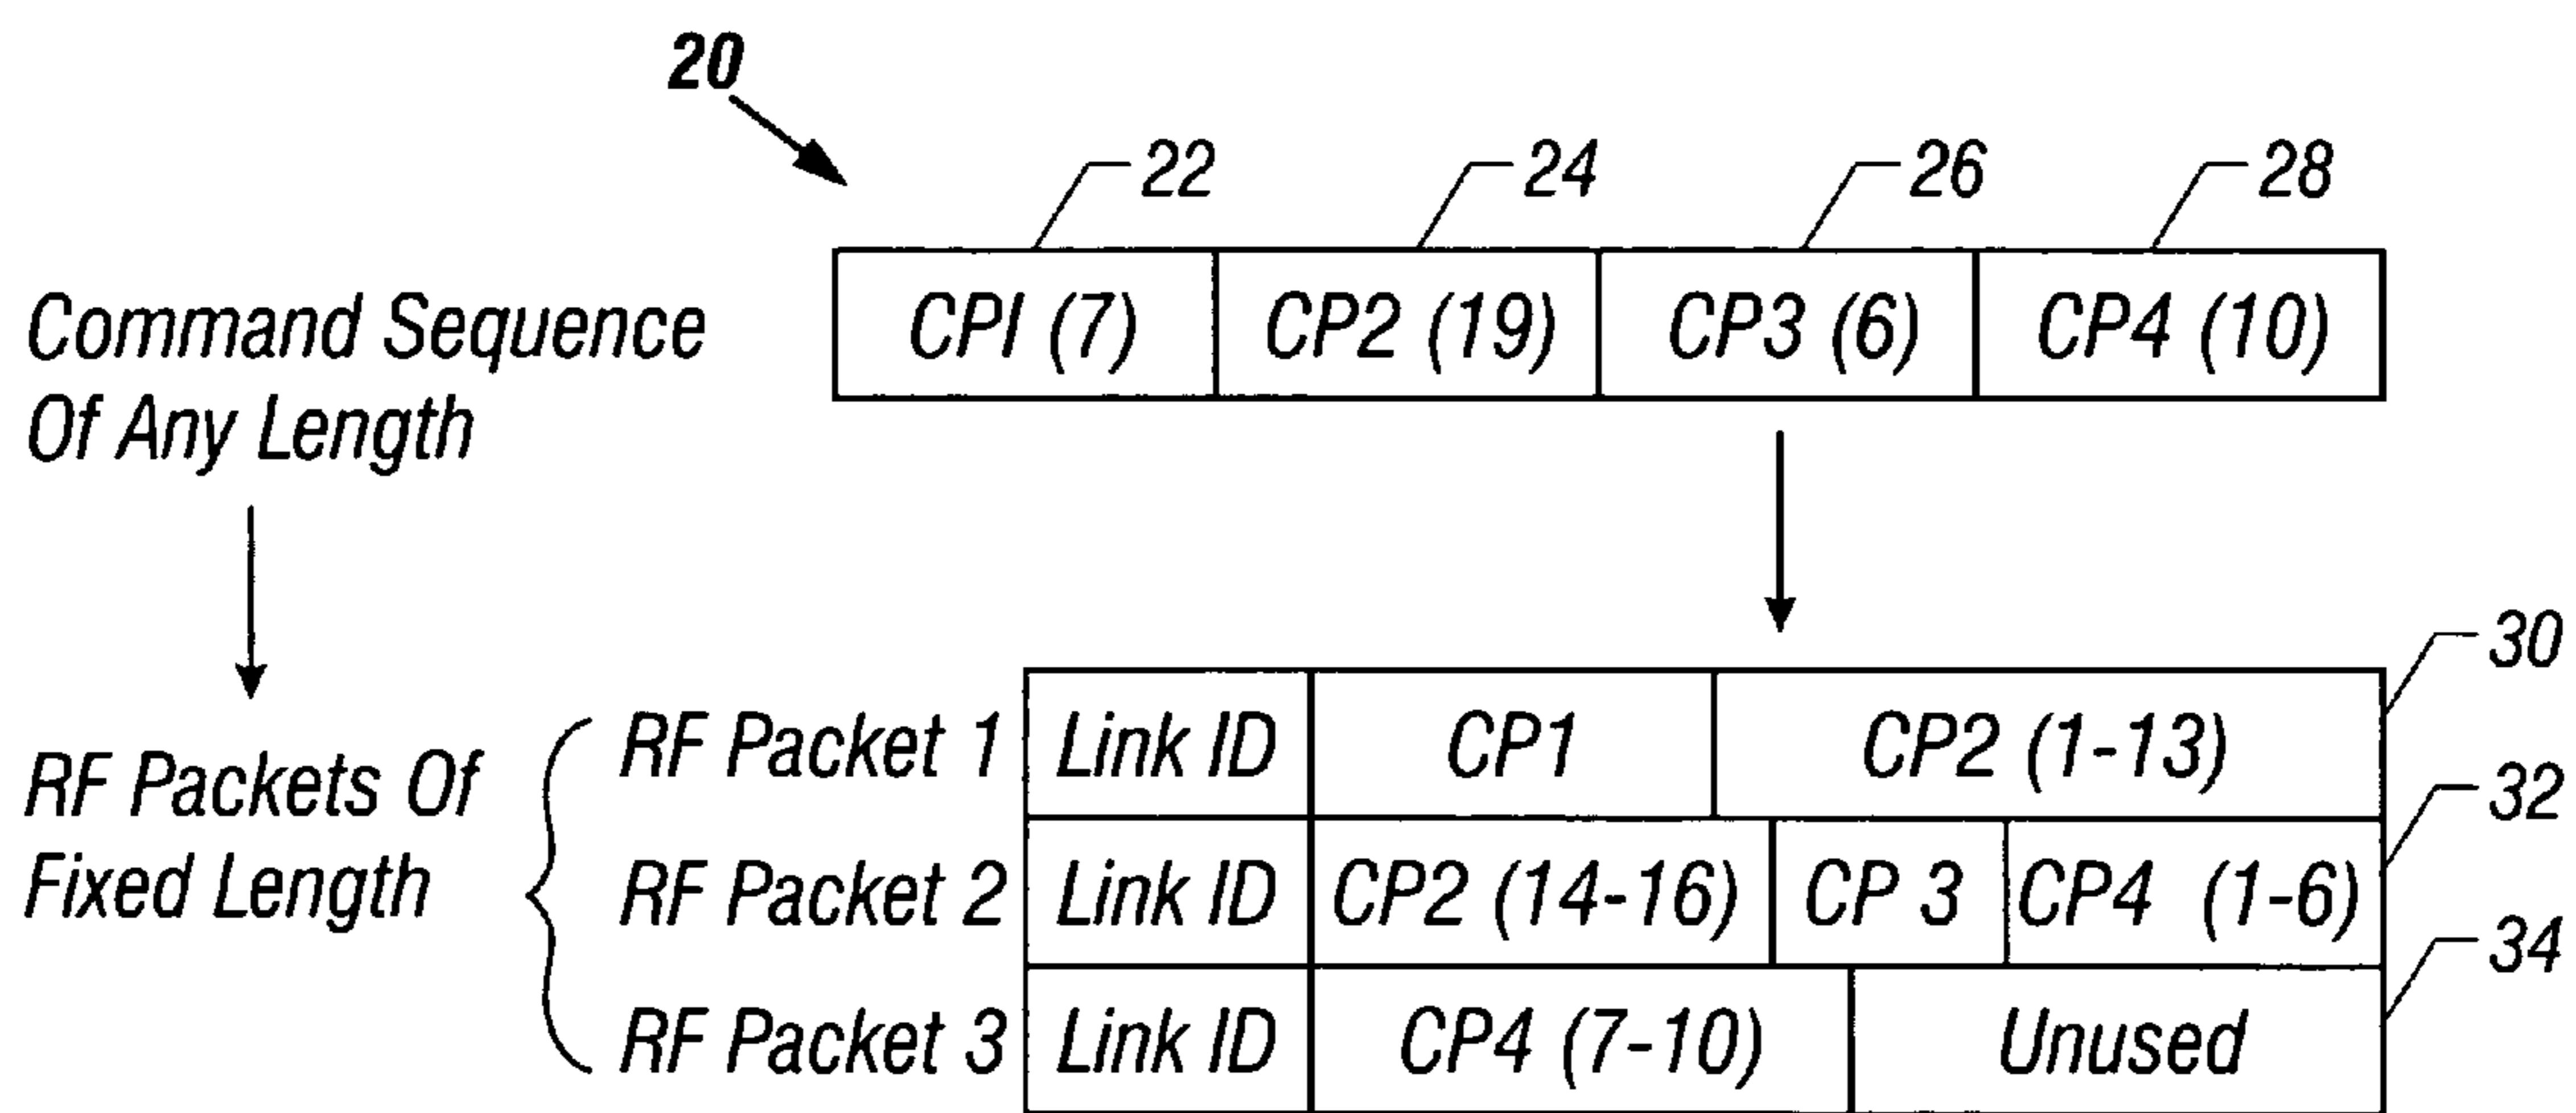 20
22 24 26 28
Command Sequence
Of Any Length
CPI (7) CP2 (19) CP3 (6) CP4 (10)
RF Packets Of
Fixed Length
RF Packet 1 Link ID CP1 CP2 (1-13) 30
RF Packet 2 Link ID CP2 (14-16) CP 3 CP4 (1-6) 32
RF Packet 3 Link ID CP4 (7-10) Unused 34